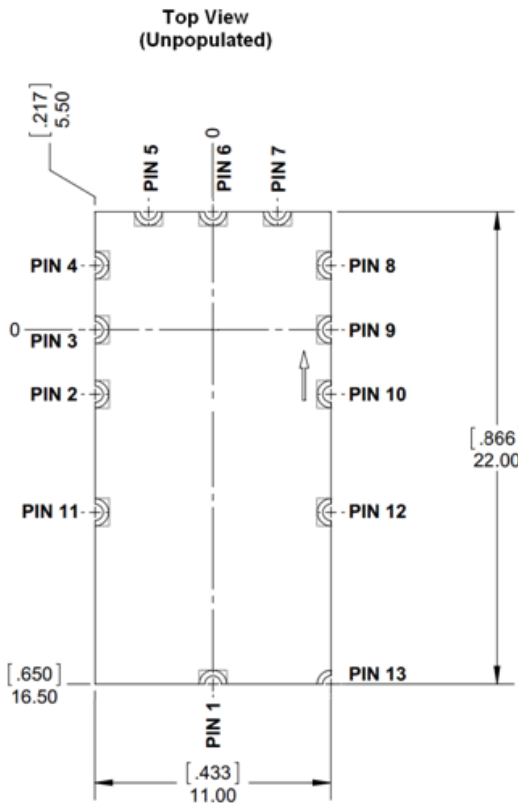 Top View
(Unpopulated)
[.217]
5.50
PIN 5
0
PIN 6
PIN 7
PIN 4
PIN 8
0
PIN 3
PIN 9
PIN 2
PIN 10
[.866]
22.00
PIN 11
PIN 12
[.650]
16.50
PIN 13
PIN 1
[.433]
11.00